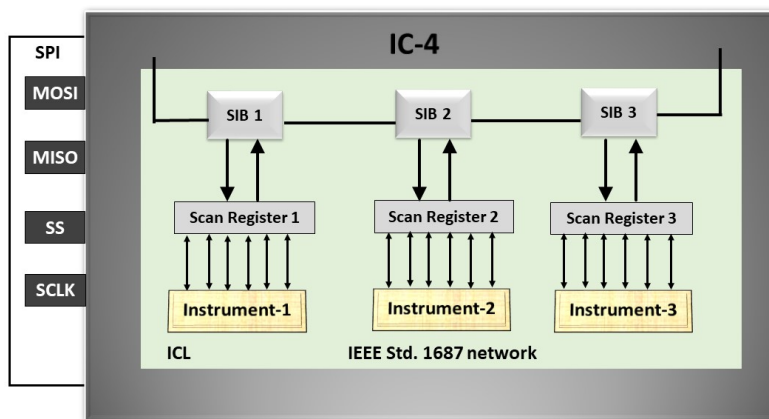 IC-4
SPI
MOSI
MISO
SS
SCLK
SIB 1
SIB 2
SIB 3
Scan Register 1
Scan Register 2
Scan Register 3
Instrument-1
Instrument-2
Instrument-3
ICL
IEEE Std. 1687 network